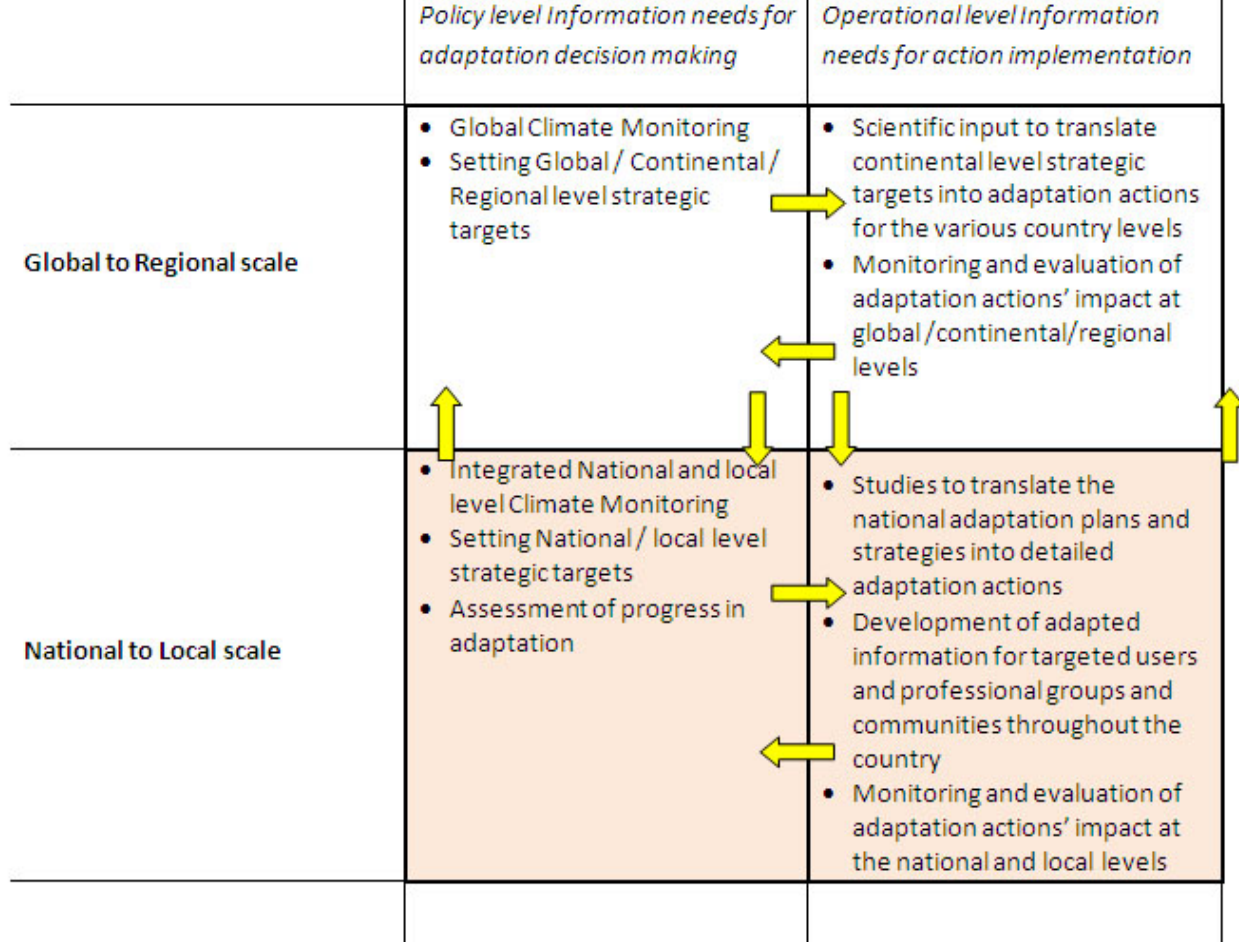 Policy level Information needs for
adaptation decision making
Operational level Information
needs for action implementation
Global to Regional scale
• Global Climate Monitoring
• Setting Global / Continental /
Regional level strategic
targets
• Scientific input to translate
continental level strategic
targets into adaptation actions
for the various country levels
• Monitoring and evaluation of
adaptation actions' impact at
global /continental/regional
levels
National to Local scale
• Integrated National and local
level Climate Monitoring
• Setting National / local level
strategic targets
• Assessment of progress in
adaptation
• Studies to translate the
national adaptation plans and
strategies into detailed
adaptation actions
• Development of adapted
information for targeted users
and professional groups and
communities throughout the
country
• Monitoring and evaluation of
adaptation actions' impact at
the national and local levels